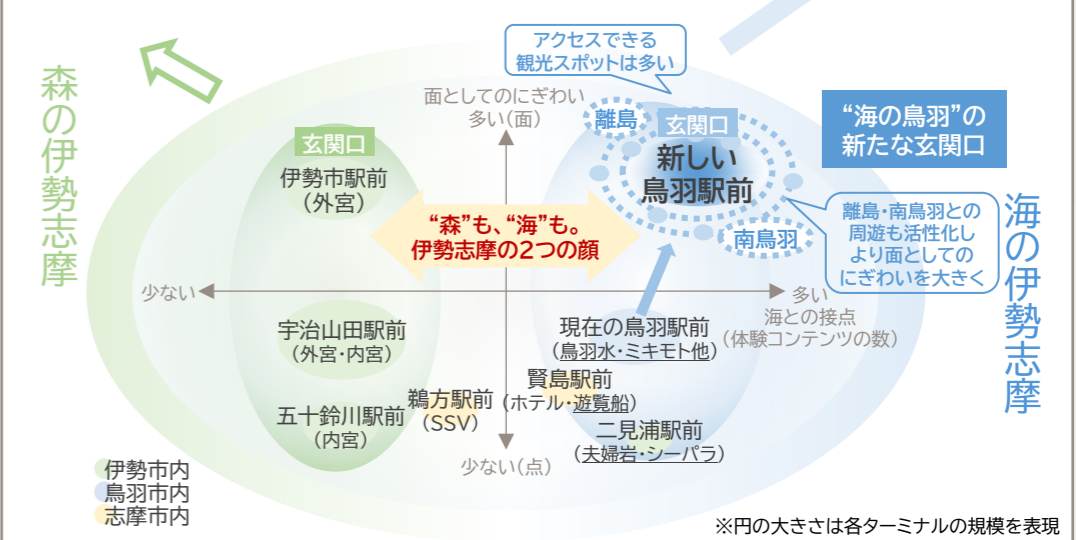 アクセスできる
観光スポットは多い
森の伊勢志摩
面としてのにぎわい
多い(面)
離島
玄関口
新しい
鳥羽駅前
“海の鳥羽”の
新たな玄関口
玄関口
伊勢市駅前
(外宮)
“森”も、“海”も。
伊勢志摩の2つの顔
南鳥羽
離島・南鳥羽との
周遊も活性化し
より面としての
にぎわいを大きく
海の伊勢志摩
少ない
多い
海との接点
(体験コンテンツの数)
宇治山田駅前
(外宮・内宮)
現在の鳥羽駅前
(鳥羽水・ミキモト他)
賢島駅前
(ホテル・遊覧船)
鵜方駅前
(SSV)
五十鈴川駅前
(内宮)
二見浦駅前
(夫婦岩・シーパラ)
少ない(点)
伊勢市内
鳥羽市内
志摩市内
※円の大きさは各ターミナルの規模を表現